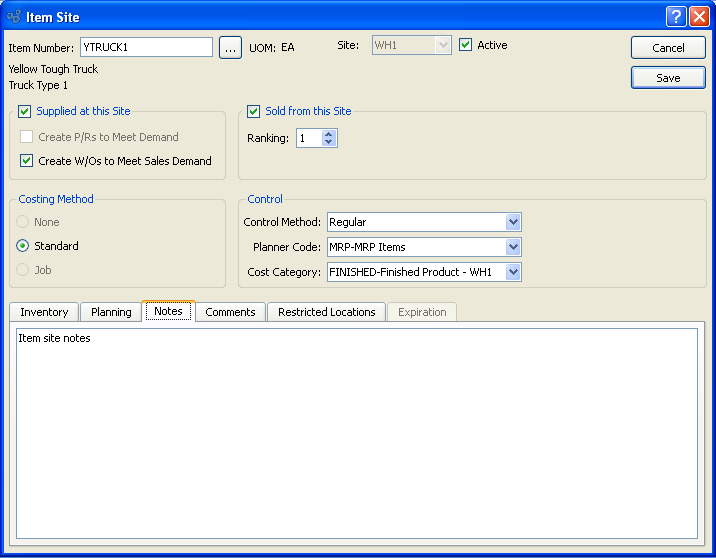 Item Site
Item Number: YTRUCK1 ... UOM: EA Site: WH1 Active Cancel
Yellow Tough Truck
Truck Type 1 Save
Supplied at this Site Sold from this Site
Create P/Rs to Meet Demand Ranking: 1
Create W/Os to Meet Sales Demand
Costing Method Control
None Control Method: Regular
Standard Planner Code: MRP-MRP Items
Job Cost Category: FINISHED-Finished Product - WH1
Inventory Planning Notes Comments Restricted Locations Expiration
Item site notes